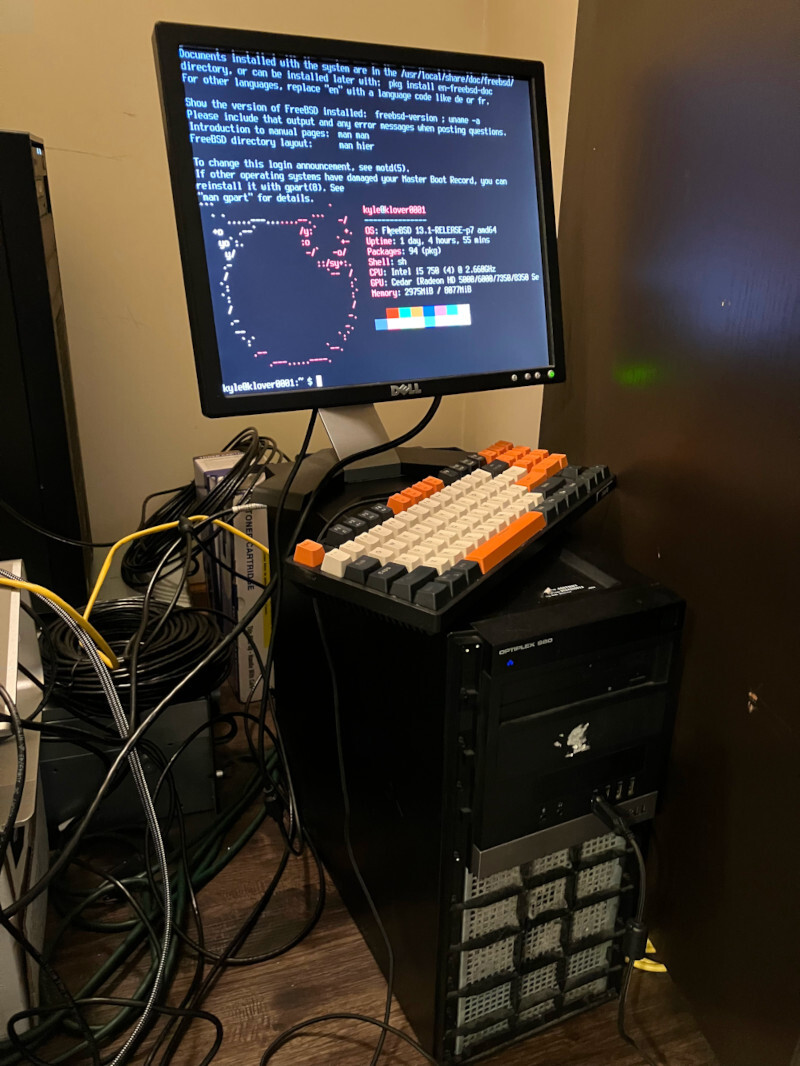 Documents installed with the system are in the /usr/local/share/doc/freebsd/
directory, or can be installed later with:  pkg install en-freebsd-doc
For other languages, replace "en" with a language code like de or fr.
Show the version of FreeBSD installed:  freebsd-version ; uname -a
Please include that output and any error messages when posting questions.
Introduction to manual pages:  man man
FreeBSD directory layout:      man hier
To change this login announcement, see motd(5).
If other operating systems have damaged your Master Boot Record, you can
reinstall it with gpart(8). See
"man gpart" for details.
kyle@klover0001
OS: FreeBSD 13.1-RELEASE-p7 amd64
Uptime: 1 day, 4 hours, 55 mins
Packages: 94 (pkg)
Shell: sh
CPU: Intel i5 750 (4) @ 2.660GHz
GPU: Cedar [Radeon HD 5000/6000/7350/8350 Se
Memory: 2975MiB / 8077MiB
kyle@klover0001:~ $
DELL
TONER CARTRIDGE
OPTIPLEX 980